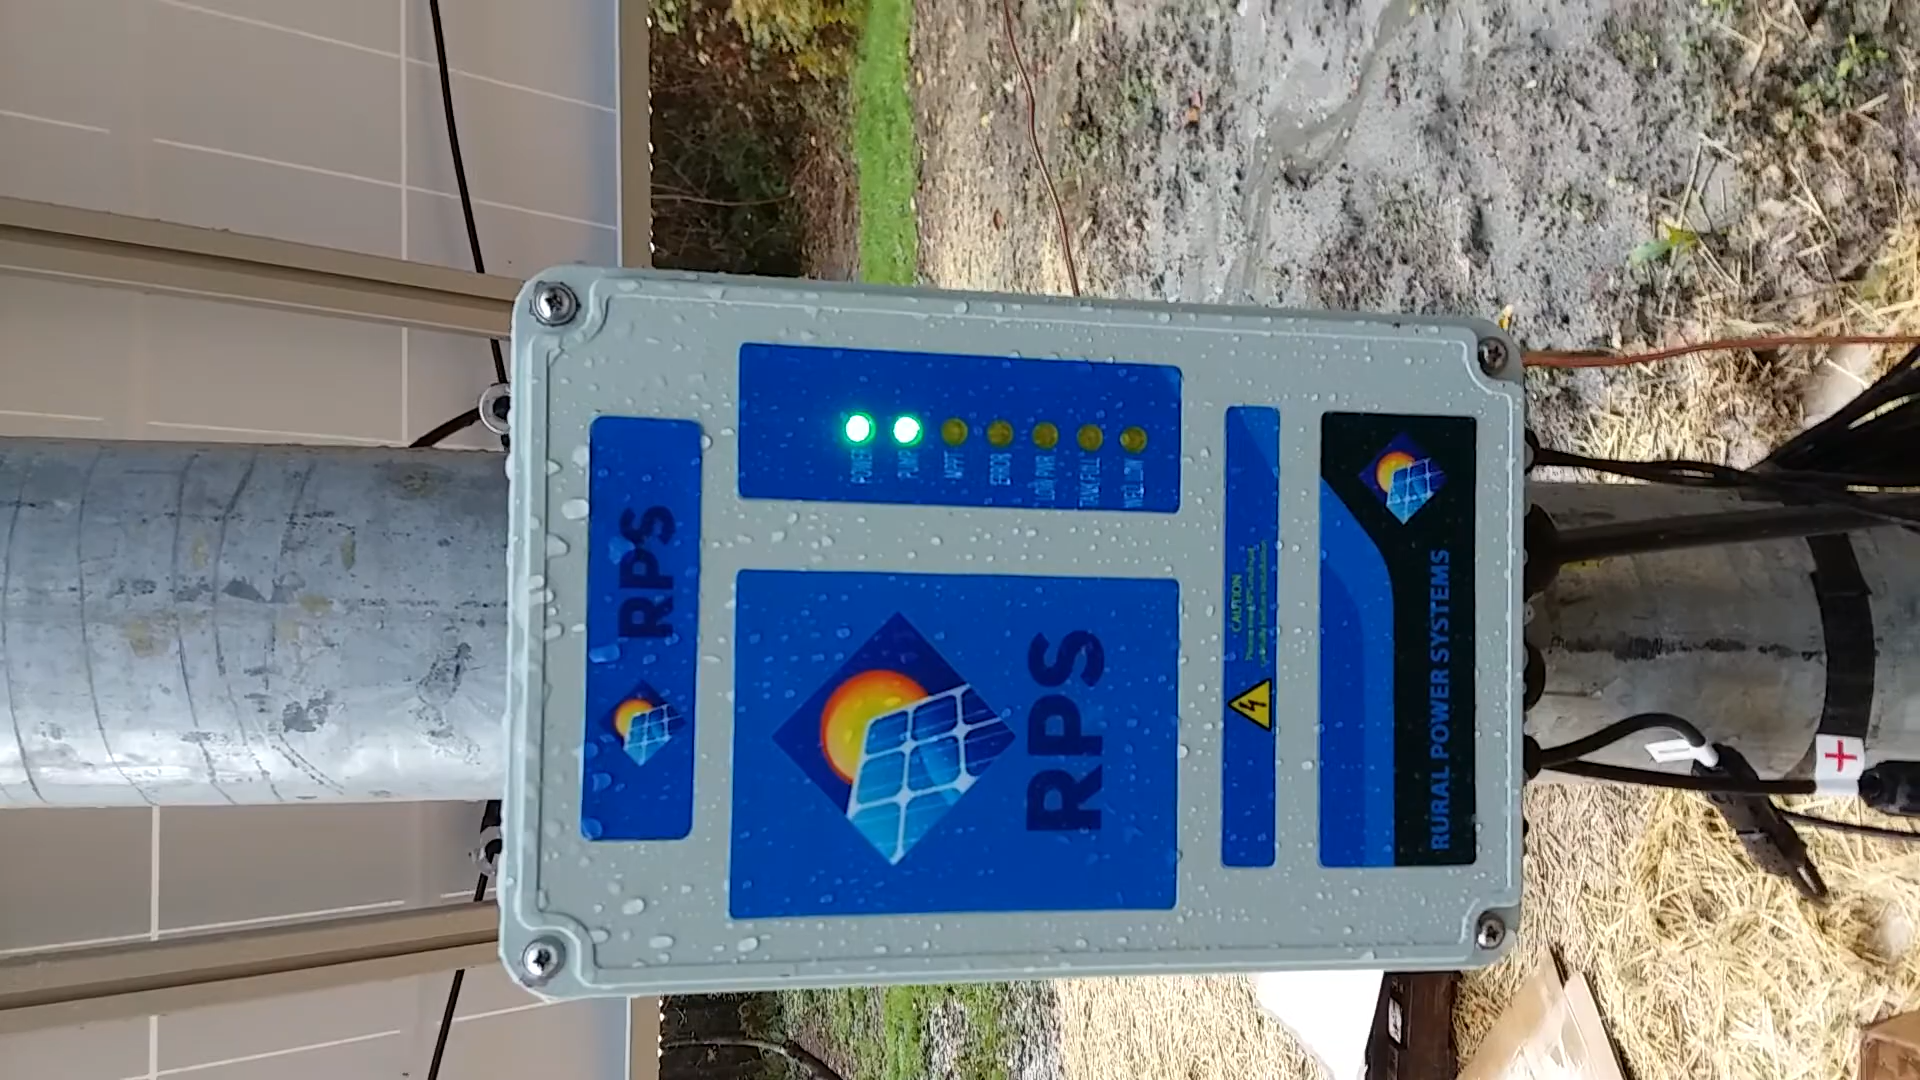 RPS
POWER
PUMP
MPPT
ERROR
LOW PWR
TANK FULL
WELL LOW
RPS
CAUTION
RURAL POWER SYSTEMS
+